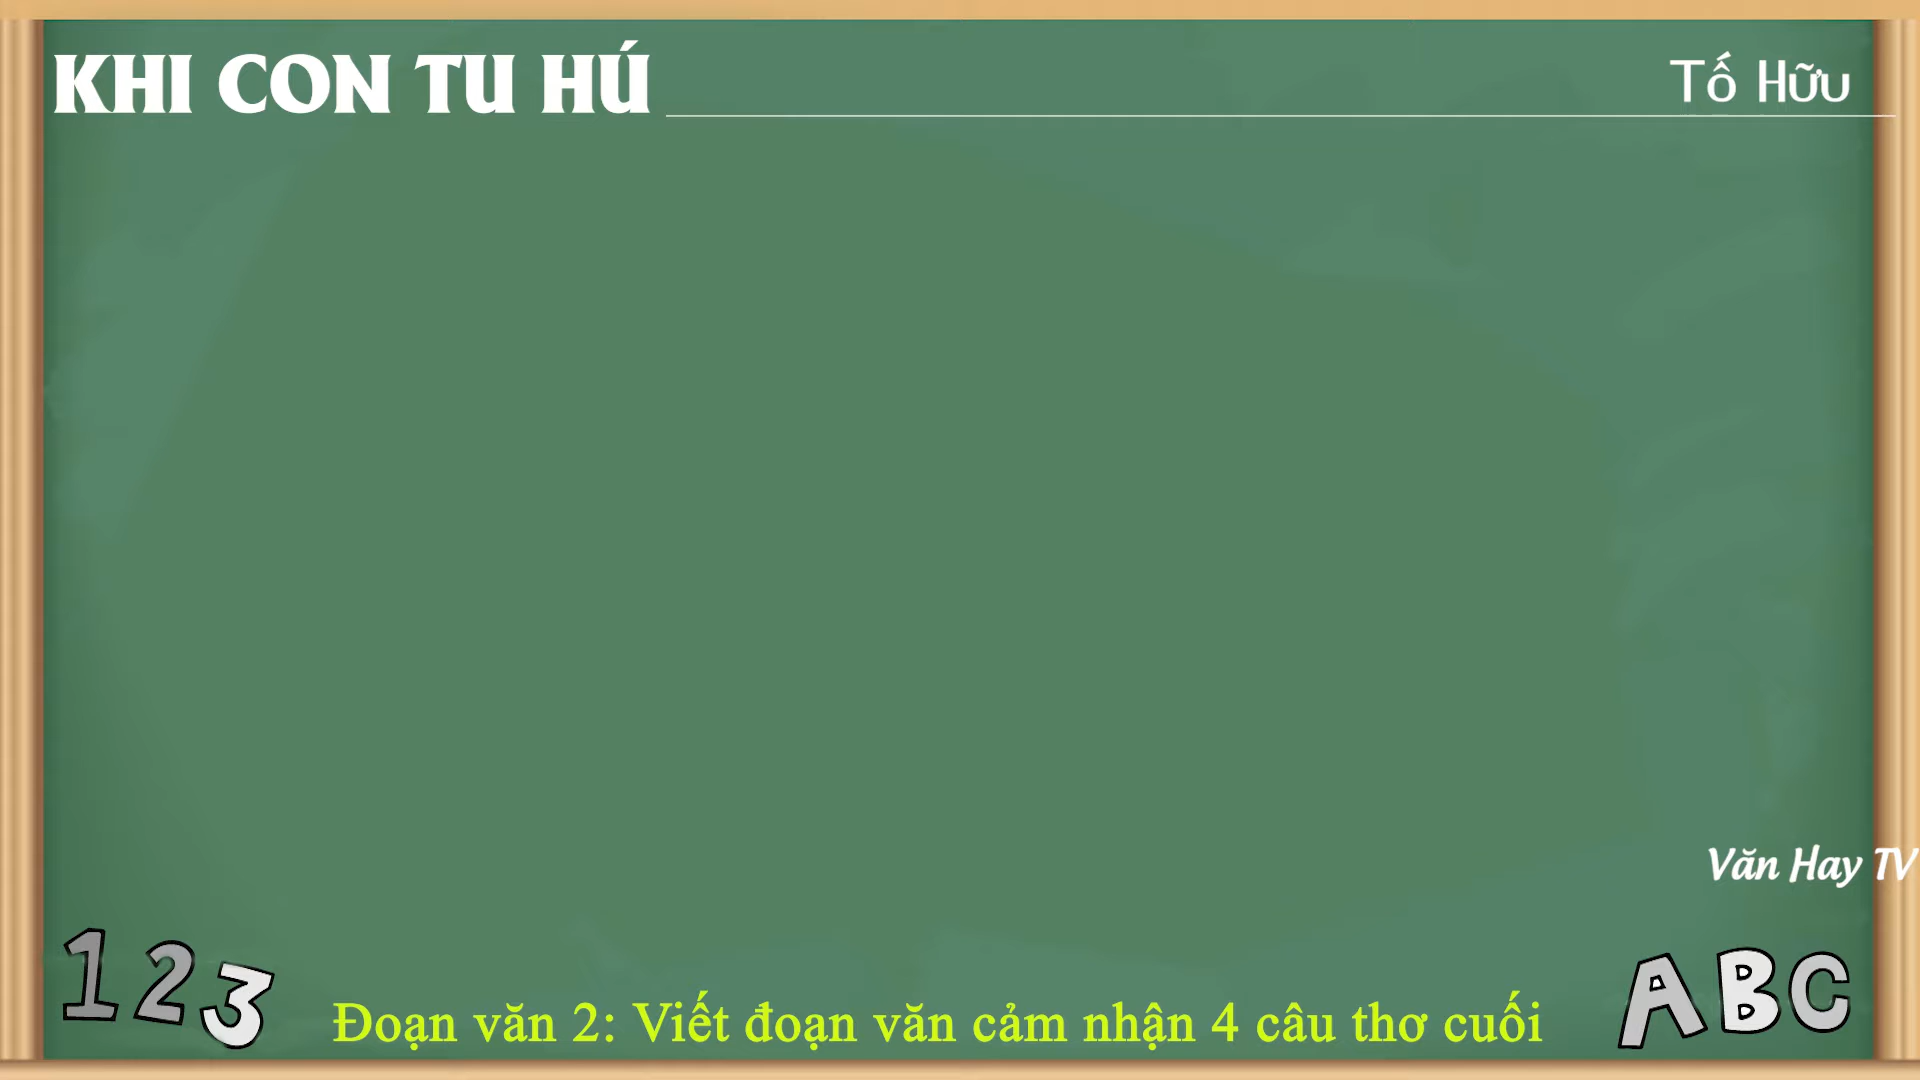 KHI CON TU HÚ
Tố Hữu
Văn Hay TV
123
ABC
Đoạn văn 2: Viết đoạn văn cảm nhận 4 câu thơ cuối